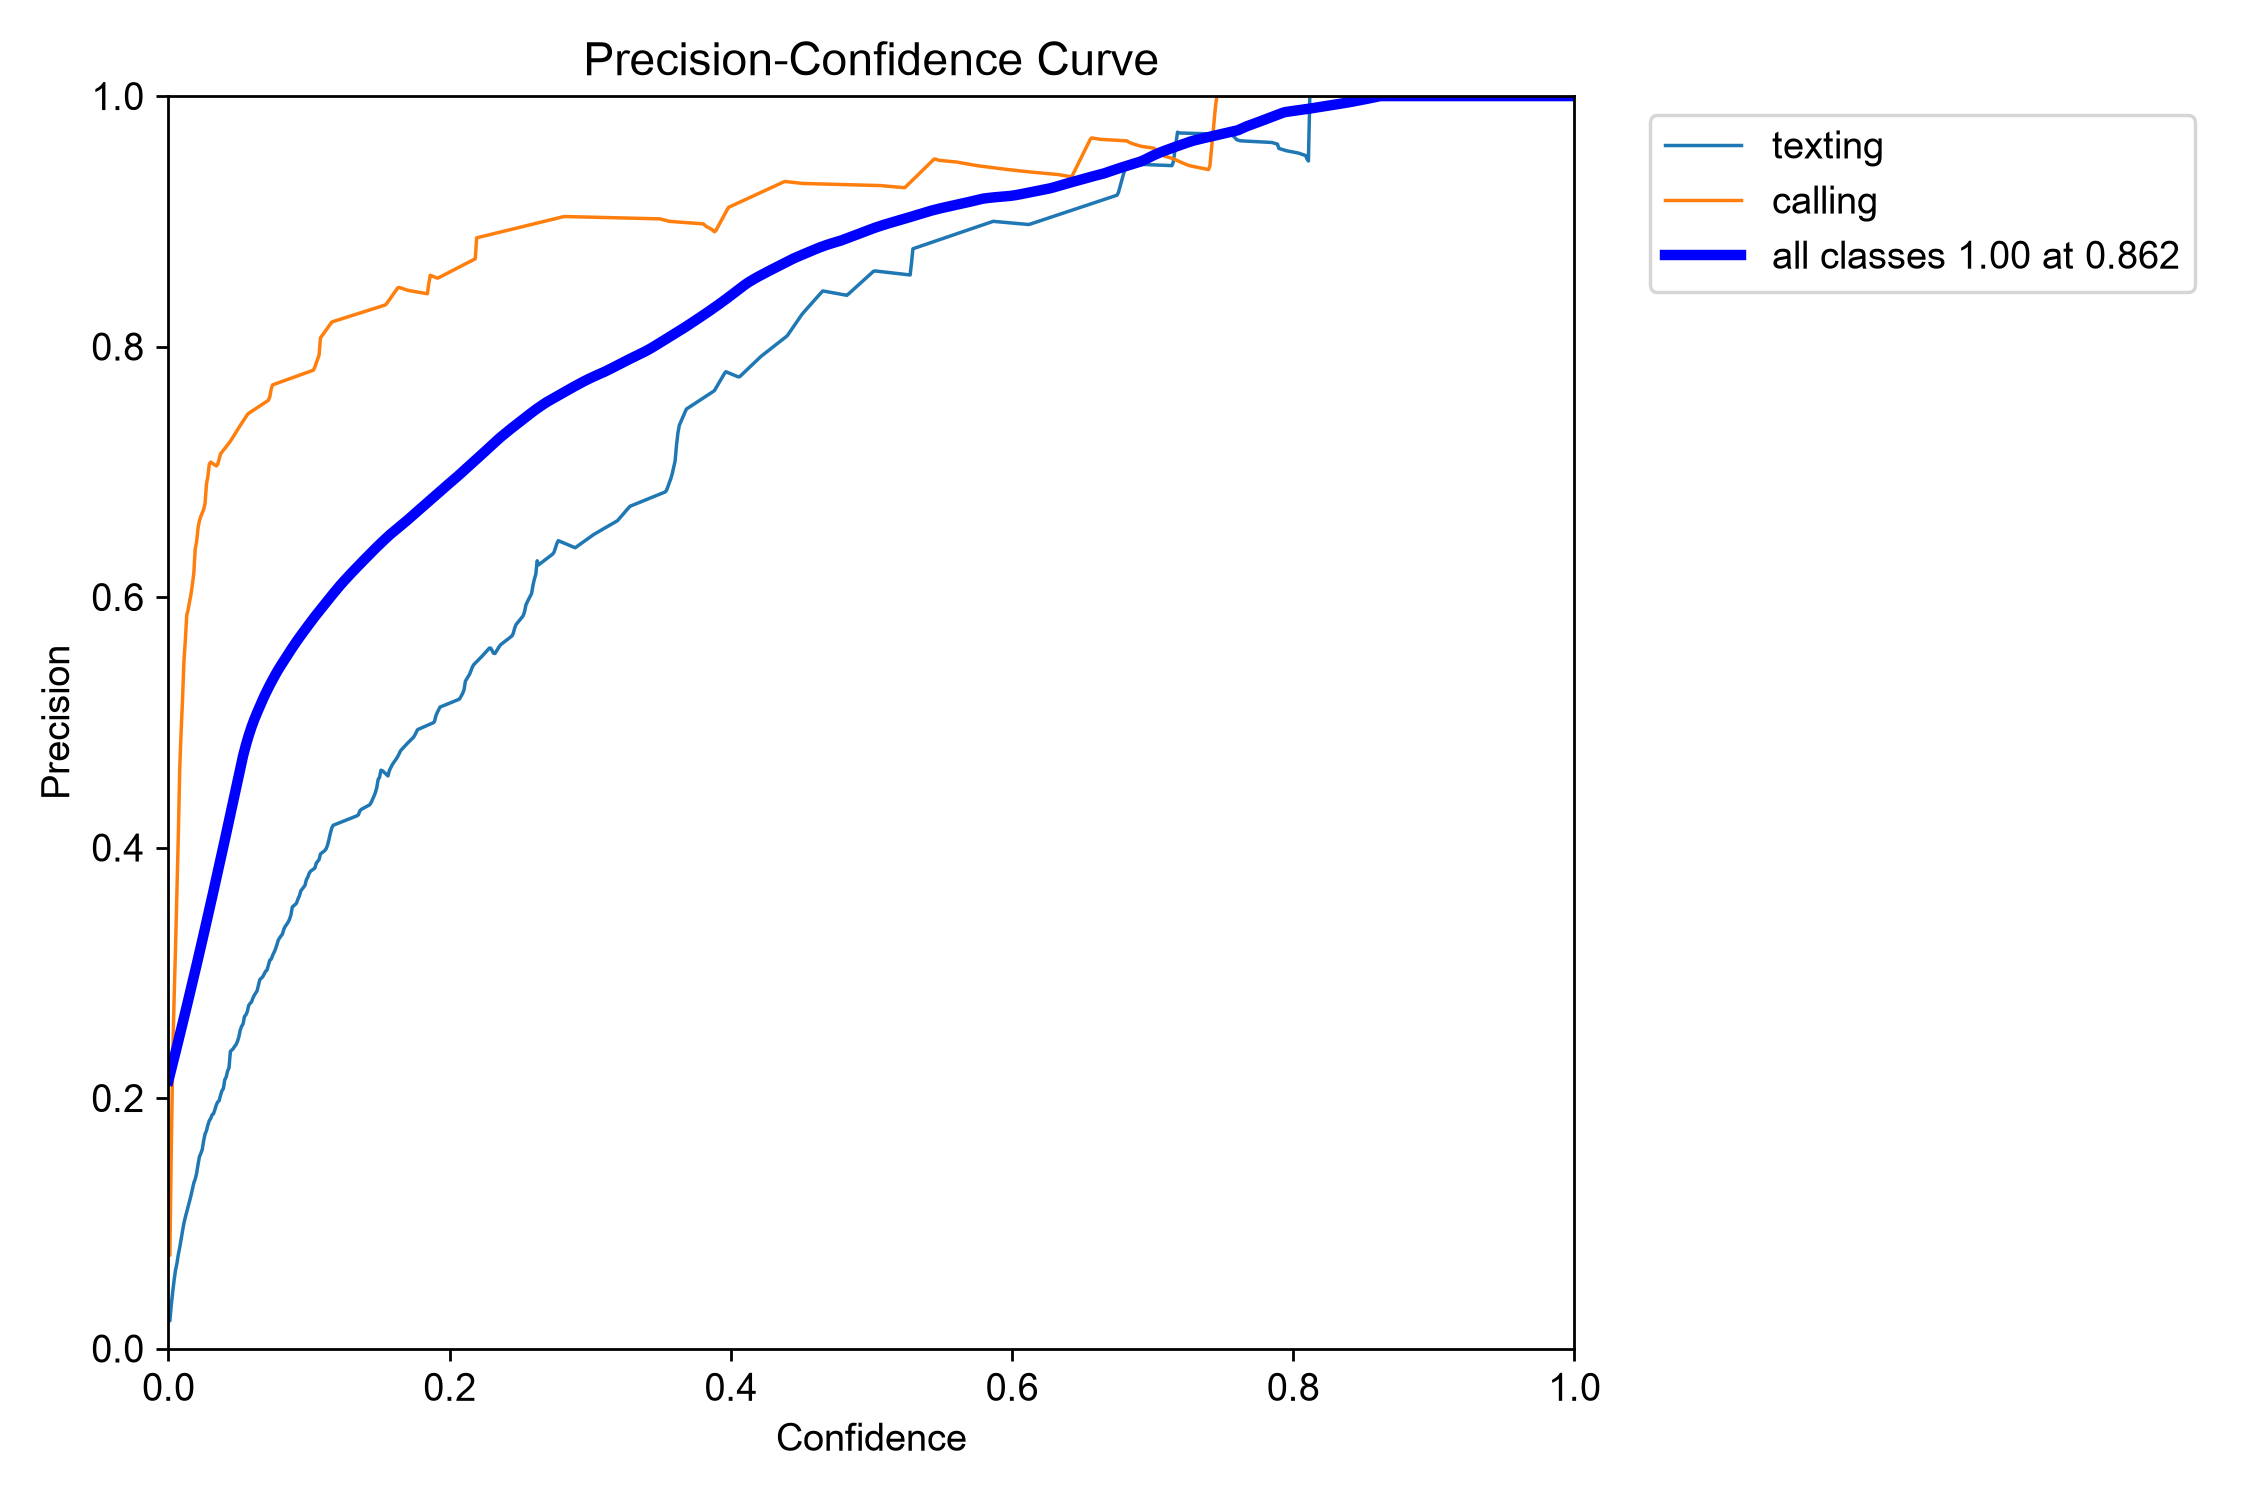 Precision-Confidence Curve
texting
calling
all classes 1.00 at 0.862
Precision
1.0
0.8
0.6
0.4
0.2
0.0
0.0 0.2 0.4 0.6 0.8 1.0
Confidence